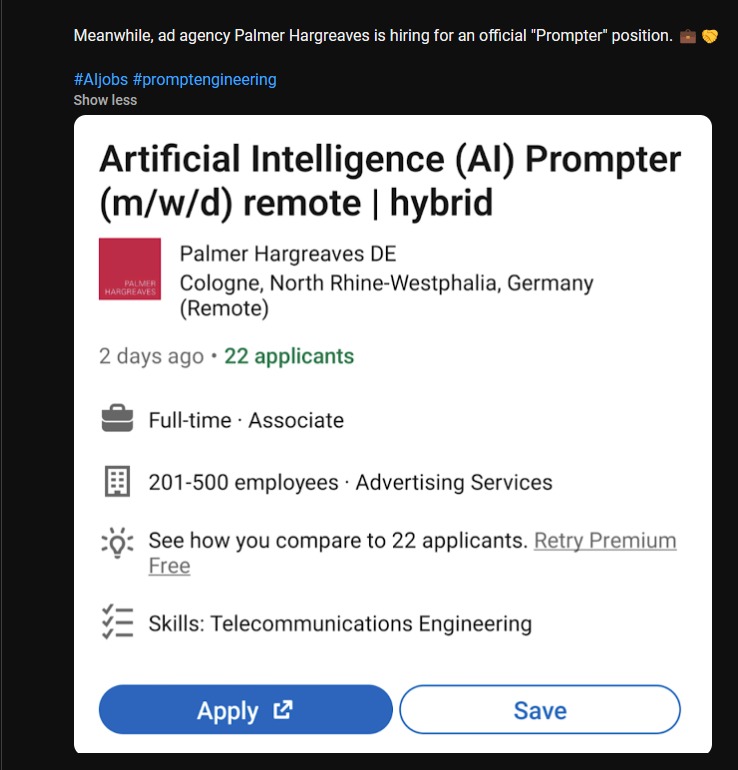 Meanwhile, ad agency Palmer Hargreaves is hiring for an official "Prompter" position. 💼 🤝
#AIjobs #promptengineering
Show less
Artificial Intelligence (AI) Prompter
(m/w/d) remote | hybrid
PALMER
HARGREAVES
Palmer Hargreaves DE
Cologne, North Rhine-Westphalia, Germany
(Remote)
2 days ago · 22 applicants
Full-time · Associate
201-500 employees · Advertising Services
See how you compare to 22 applicants. Retry Premium
Free
Skills: Telecommunications Engineering
Apply
Save